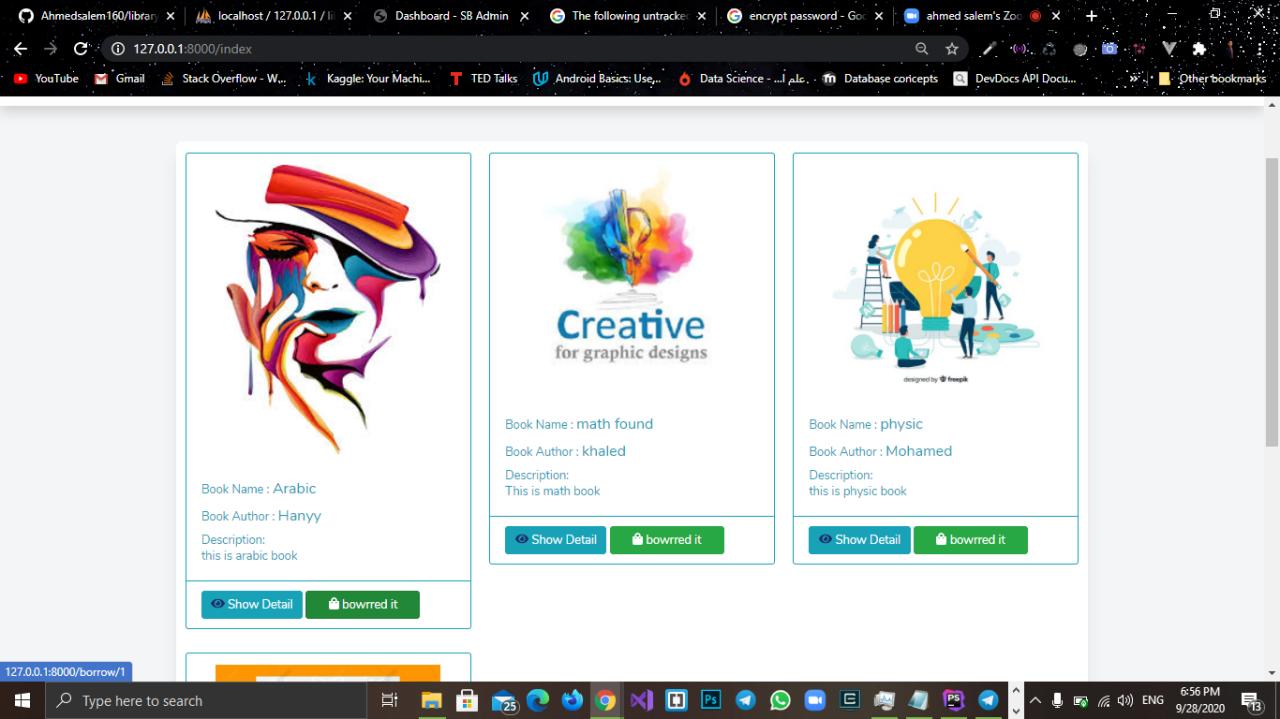 Ahmedsalem160/library
localhost / 127.0.0.1 / li
Dashboard - SB Admin
The following untracked
encrypt password - Goo
ahmed salem's Zoo
127.0.0.1:8000/index
YouTube
Gmail
Stack Overflow - W...
Kaggle: Your Machi...
TED Talks
Android Basics: Use...
Data Science - ...علم أ
Database concepts
DevDocs API Docu...
»
Other bookmarks
Book Name : Arabic
Book Author : Hanyy
Description:
this is arabic book
Show Detail
bowrred it
Creative
for graphic designs
Book Name : math found
Book Author : khaled
Description:
This is math book
Show Detail
bowrred it
designed by freepik
Book Name : physic
Book Author : Mohamed
Description:
this is physic book
Show Detail
bowrred it
127.0.0.1:8000/borrow/1
Type here to search
25
Ps
PS
ENG
6:56 PM
9/28/2020
13